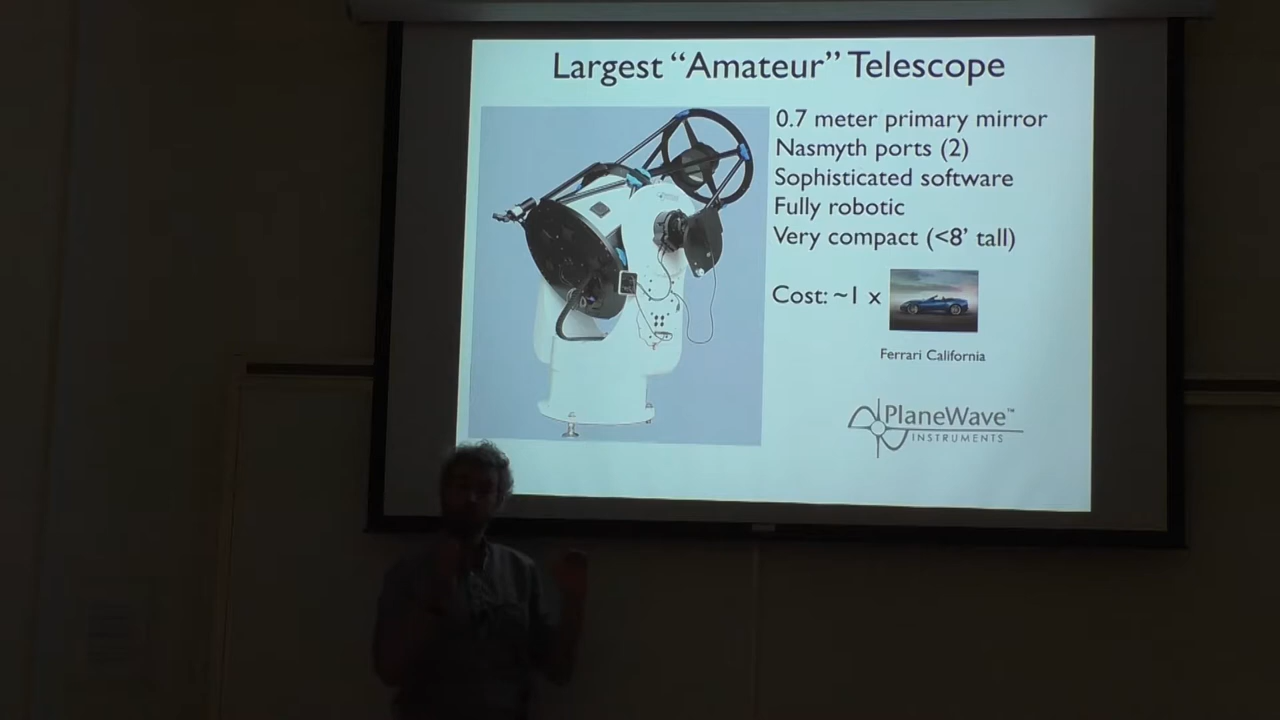 Largest “Amateur” Telescope
0.7 meter primary mirror
Nasmyth ports (2)
Sophisticated software
Fully robotic
Very compact (<8’ tall)
Cost: ~1 x
Ferrari California
PlaneWave™
INSTRUMENTS